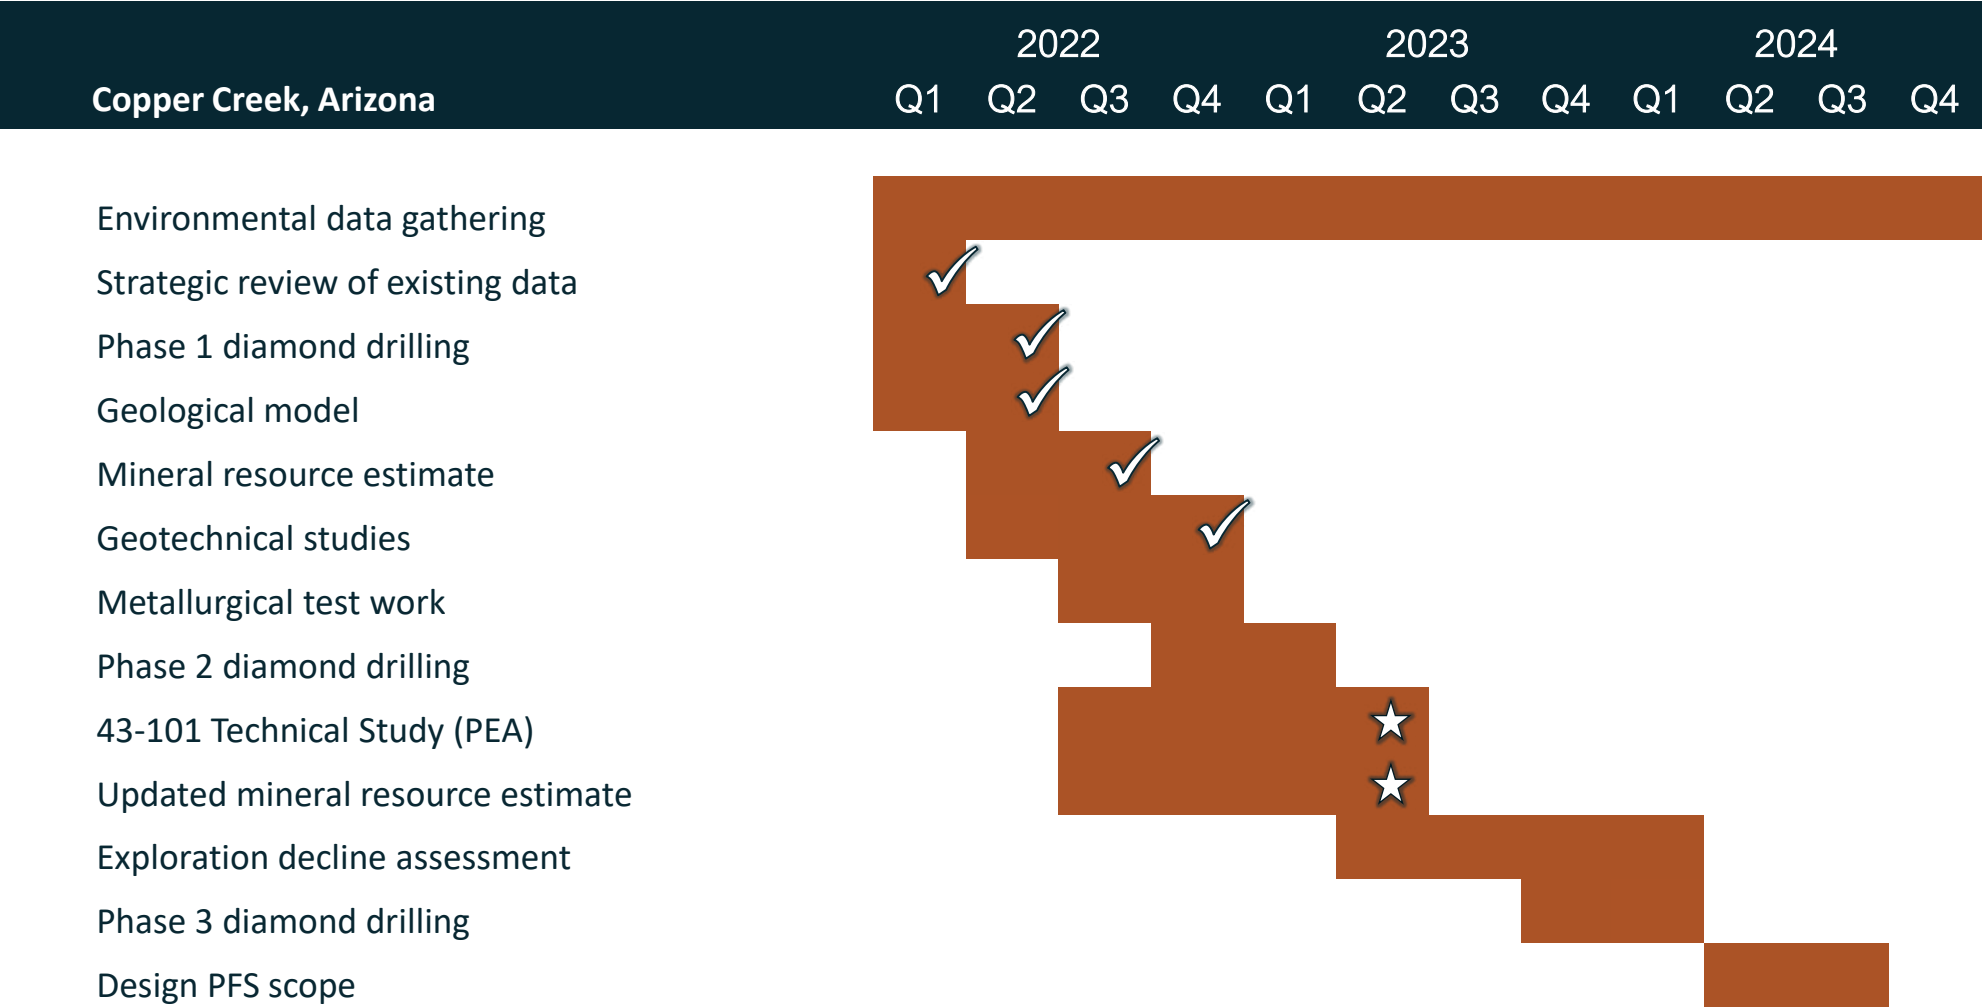 2022 2023 2024
Copper Creek, Arizona Q1 Q2 Q3 Q4 Q1 Q2 Q3 Q4 Q1 Q2 Q3 Q4
Environmental data gathering
Strategic review of existing data
Phase 1 diamond drilling
Geological model
Mineral resource estimate
Geotechnical studies
Metallurgical test work
Phase 2 diamond drilling
43-101 Technical Study (PEA)
Updated mineral resource estimate
Exploration decline assessment
Phase 3 diamond drilling
Design PFS scope